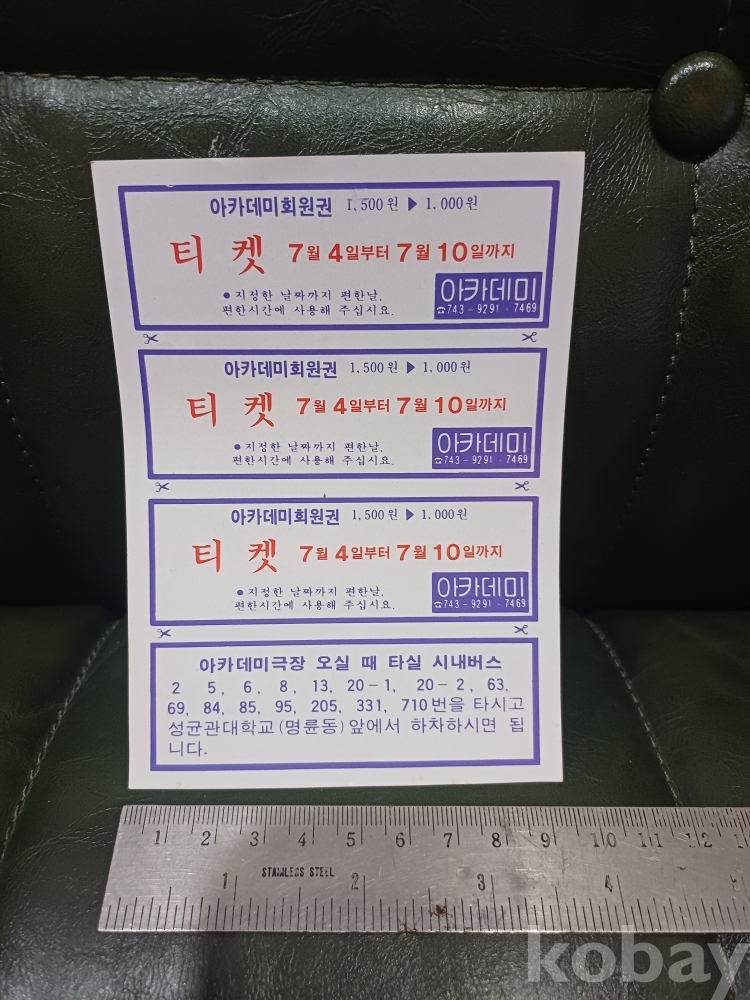 아카데미회원권 1,500원 ▶ 1,000원
티 켓 7월 4일부터 7월 10일까지
● 지정한 날짜까지 편한날,
편한시간에 사용해 주십시요.
아카데미
☎743-9291·7469
아카데미회원권 1,500원 ▶ 1,000원
티 켓 7월 4일부터 7월 10일까지
● 지정한 날짜까지 편한날,
편한시간에 사용해 주십시요.
아카데미
☎743-9291·7469
아카데미회원권 1,500원 ▶ 1,000원
티 켓 7월 4일부터 7월 10일까지
● 지정한 날짜까지 편한날,
편한시간에 사용해 주십시요.
아카데미
☎743-9291·7469
아카데미극장 오실 때 타실 시내버스
2 5, 6, 8, 13, 20-1, 20-2, 63,
69, 84, 85, 95, 205, 331, 710번을 타시고
성균관대학교(명륜동)앞에서 하차하시면 됩
니다.
1 2 3 4 5 6 7 8 9 10 11 12
STAINLESS STEEL
1 2 3 4
kobay